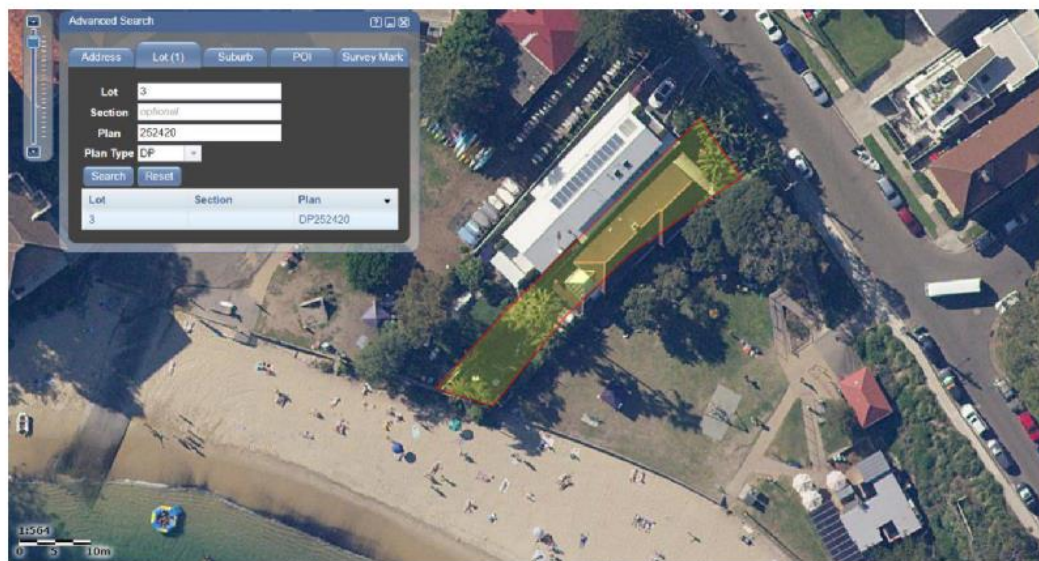 Advanced Search
Address Lot (1) Suburb POI Survey Mark
Lot 3
Section optional
Plan 252420
Plan Type DP
Search Reset
Lot Section Plan
3 DP252420
1:564
0 5 10m